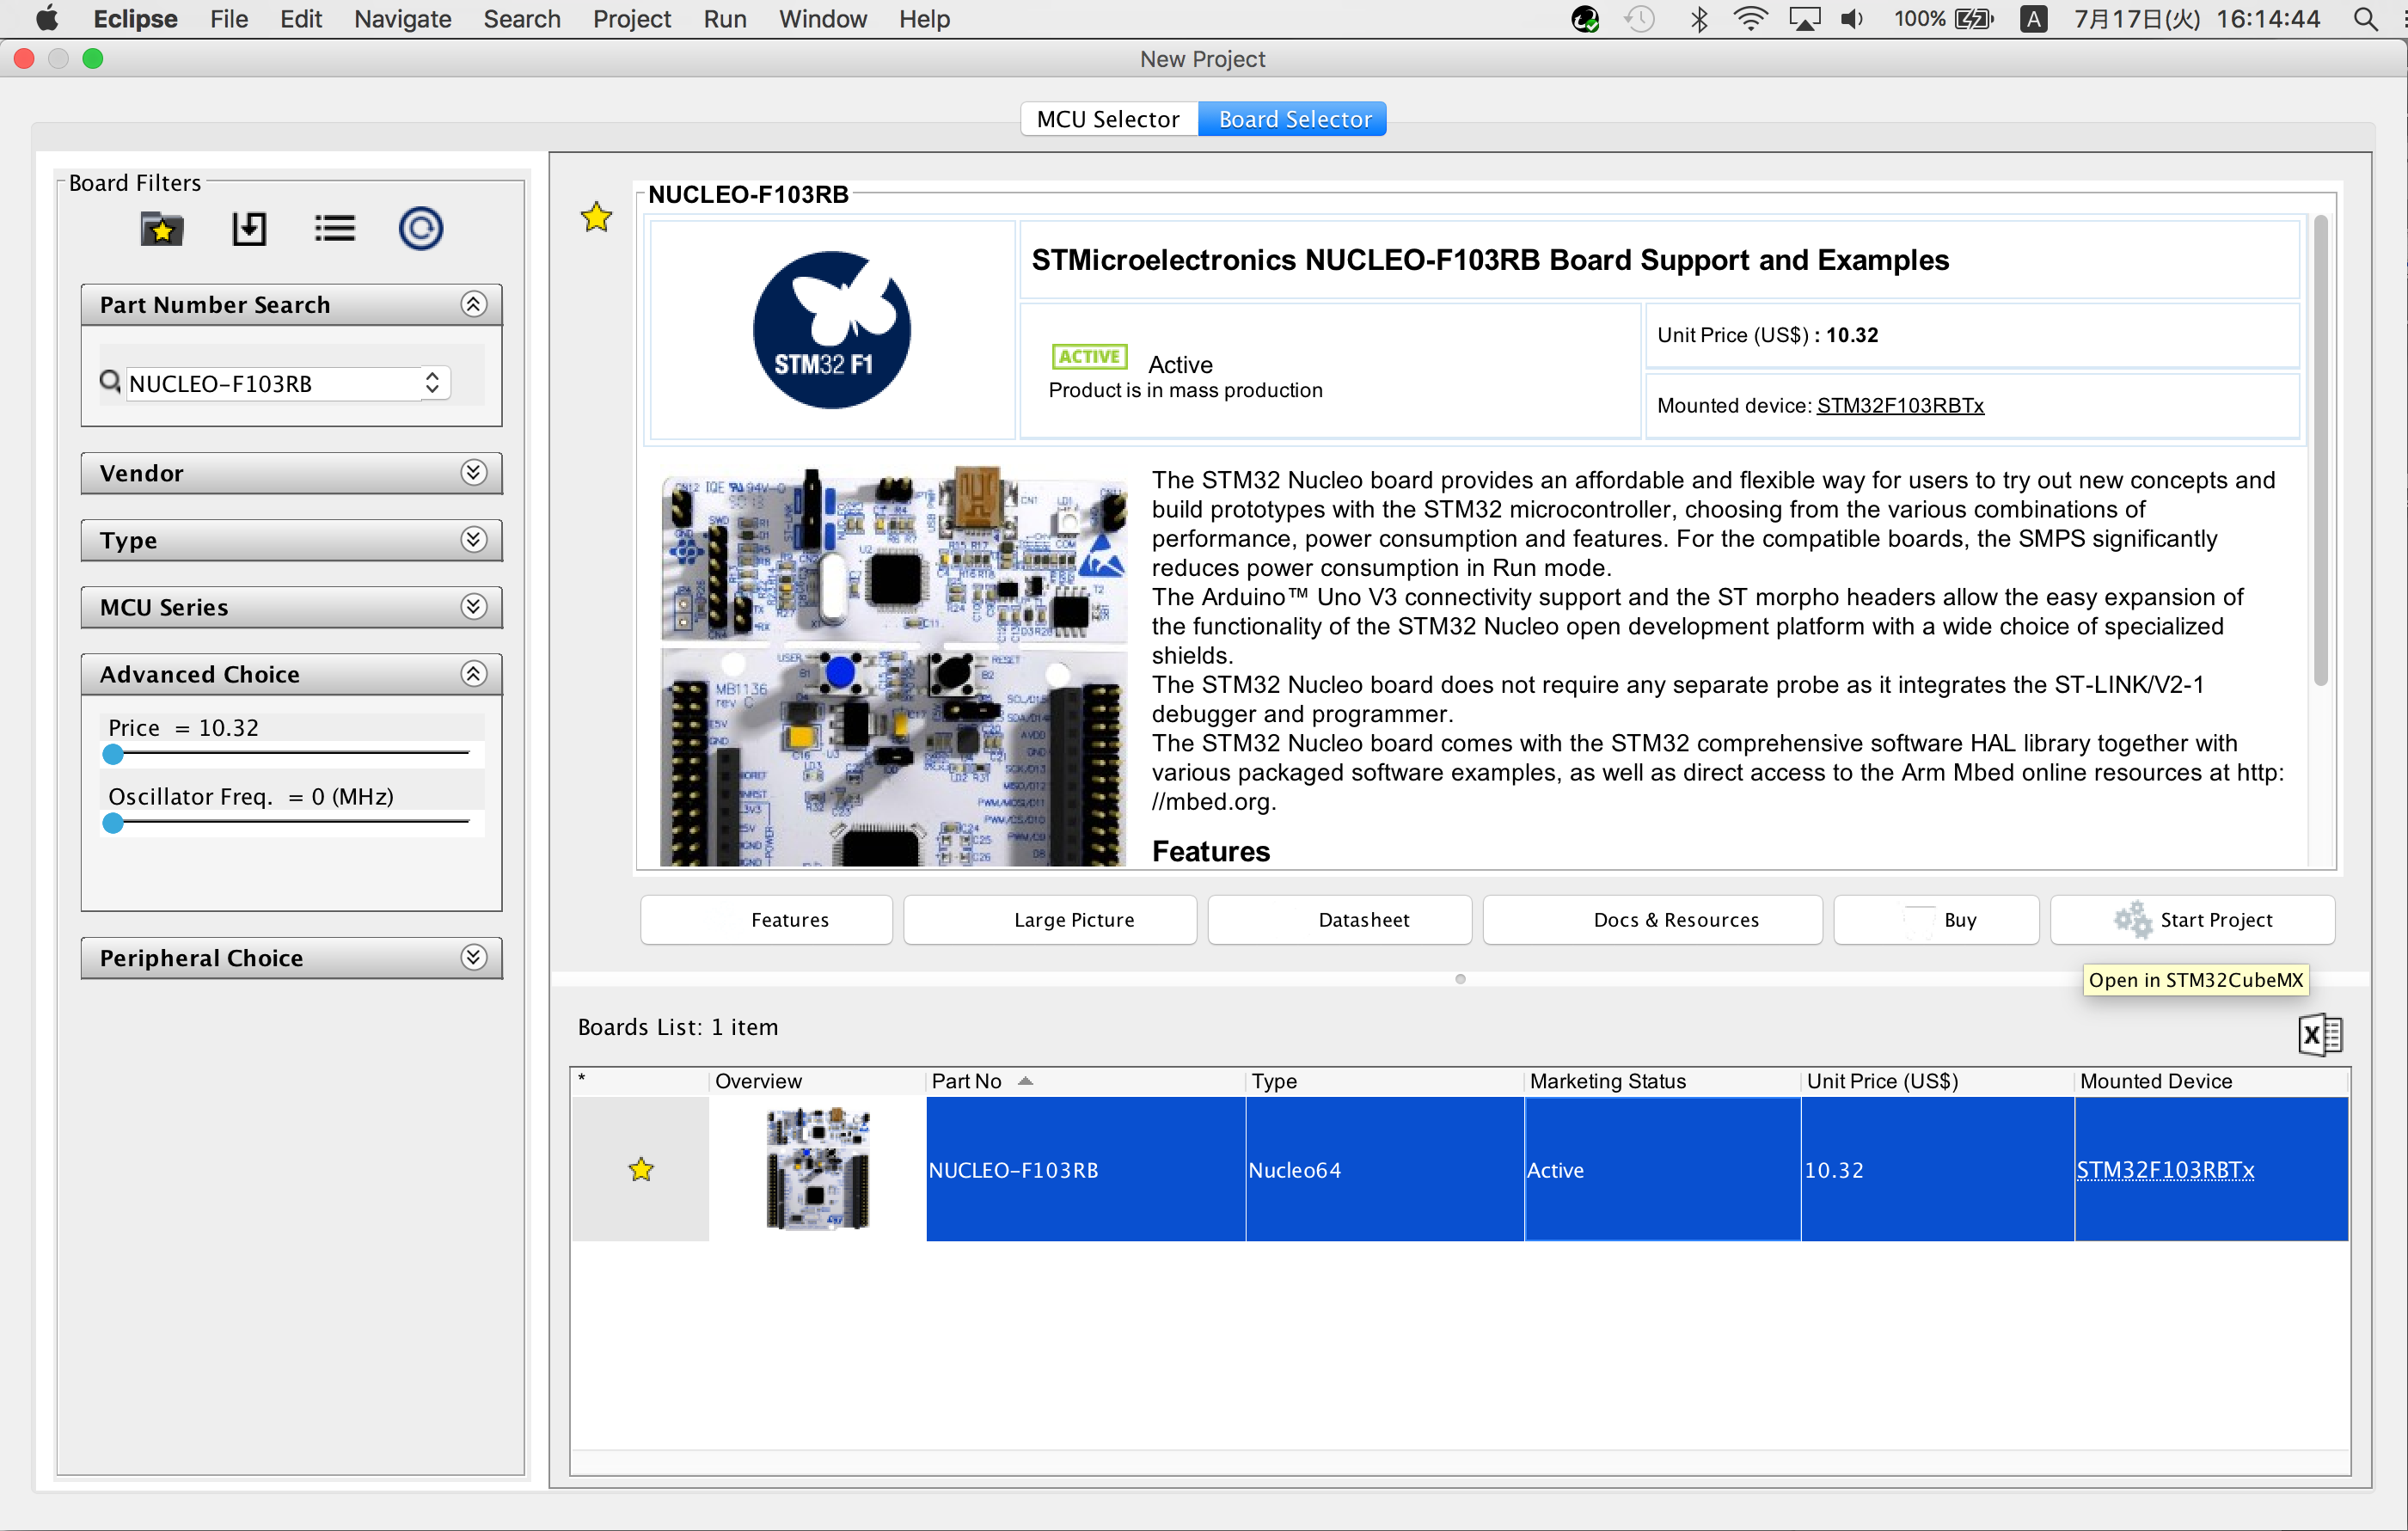 Eclipse File Edit Navigate Search Project Run Window Help 100% A 7月17日(火) 16:14:44
New Project
MCU Selector Board Selector
Board Filters
Part Number Search
NUCLEO-F103RB
Vendor
Type
MCU Series
Advanced Choice
Price = 10.32
Oscillator Freq. = 0 (MHz)
Peripheral Choice
NUCLEO-F103RB
STM32 F1
STMicroelectronics NUCLEO-F103RB Board Support and Examples
ACTIVE Active
Product is in mass production
Unit Price (US$) : 10.32
Mounted device: STM32F103RBTx
The STM32 Nucleo board provides an affordable and flexible way for users to try out new concepts and
build prototypes with the STM32 microcontroller, choosing from the various combinations of
performance, power consumption and features. For the compatible boards, the SMPS significantly
reduces power consumption in Run mode.
The Arduino™ Uno V3 connectivity support and the ST morpho headers allow the easy expansion of
the functionality of the STM32 Nucleo open development platform with a wide choice of specialized
shields.
The STM32 Nucleo board does not require any separate probe as it integrates the ST-LINK/V2-1
debugger and programmer.
The STM32 Nucleo board comes with the STM32 comprehensive software HAL library together with
various packaged software examples, as well as direct access to the Arm Mbed online resources at http:
//mbed.org.
Features
USER
RESET
B1
B2
MB1136
rev C
Features Large Picture Datasheet Docs & Resources Buy Start Project
Open in STM32CubeMX
Boards List: 1 item
X
* Overview Part No Type Marketing Status Unit Price (US$) Mounted Device
NUCLEO-F103RB Nucleo64 Active 10.32 STM32F103RBTx